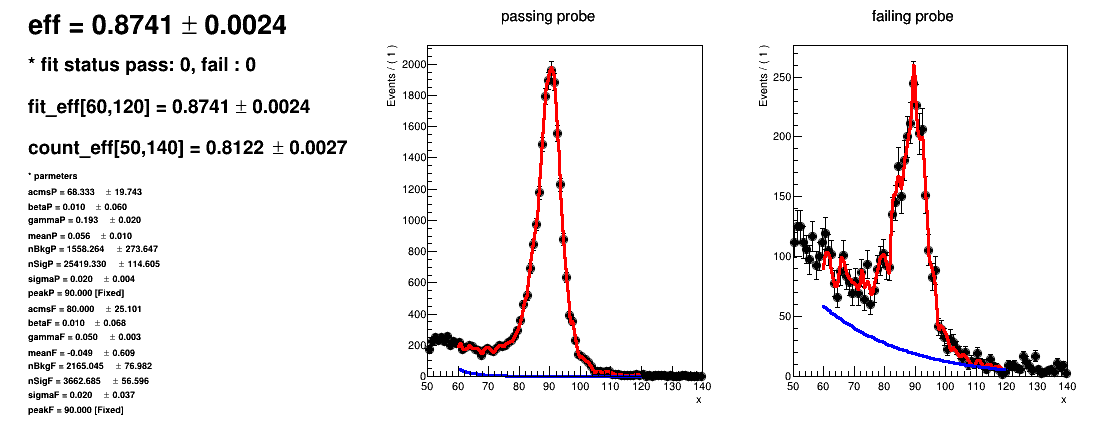 eff = 0.8741 ± 0.0024
* fit status pass: 0, fail : 0
fit_eff[60,120] = 0.8741 ± 0.0024
count_eff[50,140] = 0.8122 ± 0.0027
* parmeters
acmsP = 68.333 ± 19.743
betaP = 0.010 ± 0.060
gammaP = 0.193 ± 0.020
meanP = 0.056 ± 0.010
nBkgP = 1558.264 ± 273.647
nSigP = 25419.330 ± 114.605
sigmaP = 0.020 ± 0.004
peakP = 90.000 [Fixed]
acmsF = 80.000 ± 25.101
betaF = 0.010 ± 0.068
gammaF = 0.050 ± 0.003
meanF = -0.049 ± 0.609
nBkgF = 2165.045 ± 76.982
nSigF = 3662.685 ± 56.596
sigmaF = 0.020 ± 0.037
peakF = 90.000 [Fixed]
passing probe
Events / ( 1 )
2000
1800
1600
1400
1200
1000
800
600
400
200
0
50 60 70 80 90 100 110 120 130 140
x
failing probe
Events / ( 1 )
250
200
150
100
50
0
50 60 70 80 90 100 110 120 130 140
x